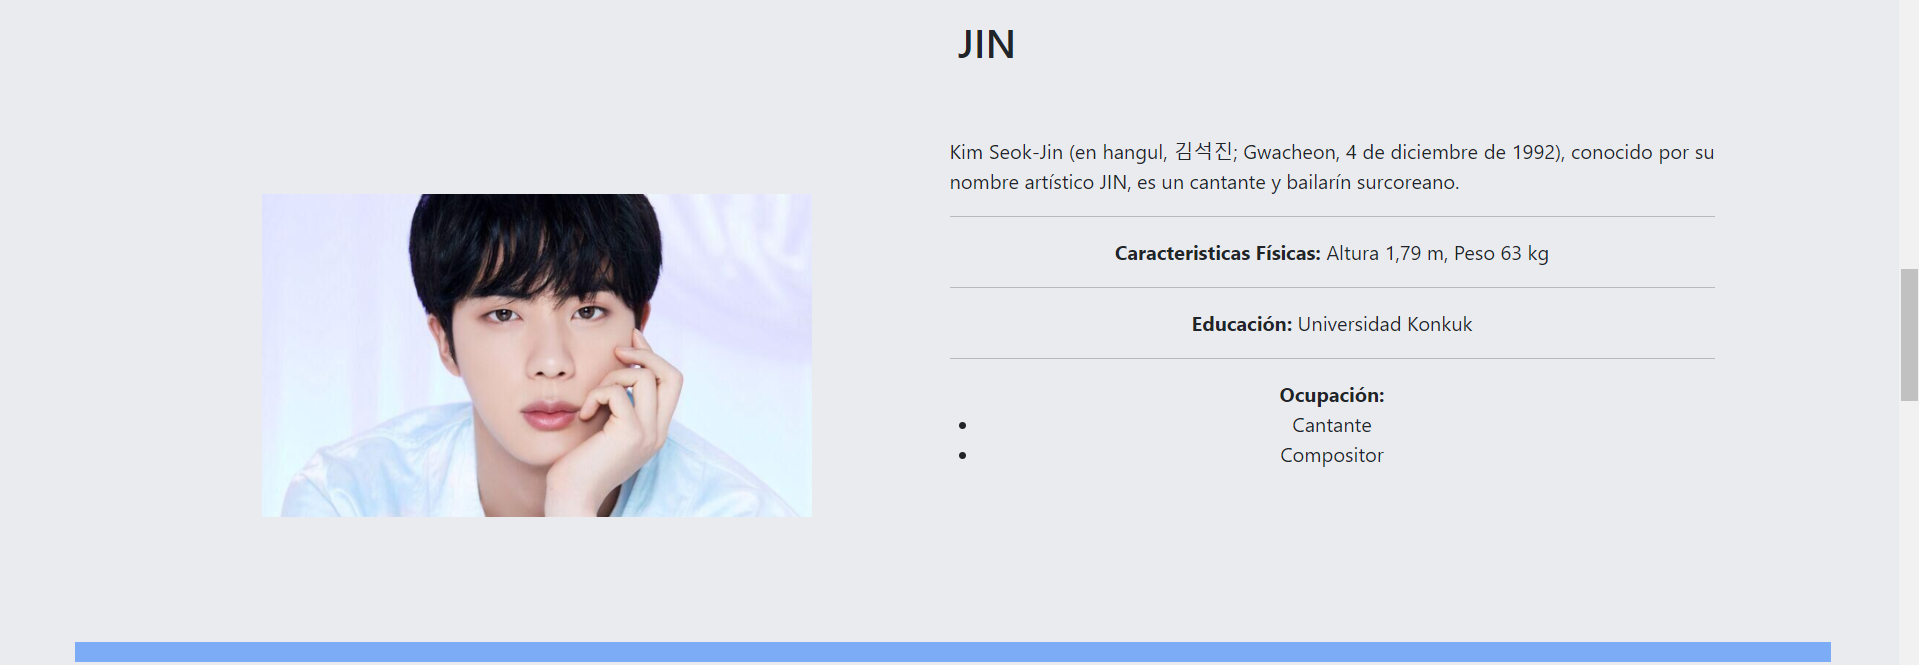 JIN
Kim Seok-Jin (en hangul, 김석진; Gwacheon, 4 de diciembre de 1992), conocido por su
nombre artístico JIN, es un cantante y bailarín surcoreano.
Caracteristicas Físicas: Altura 1,79 m, Peso 63 kg
Educación: Universidad Konkuk
Ocupación:
• Cantante
• Compositor